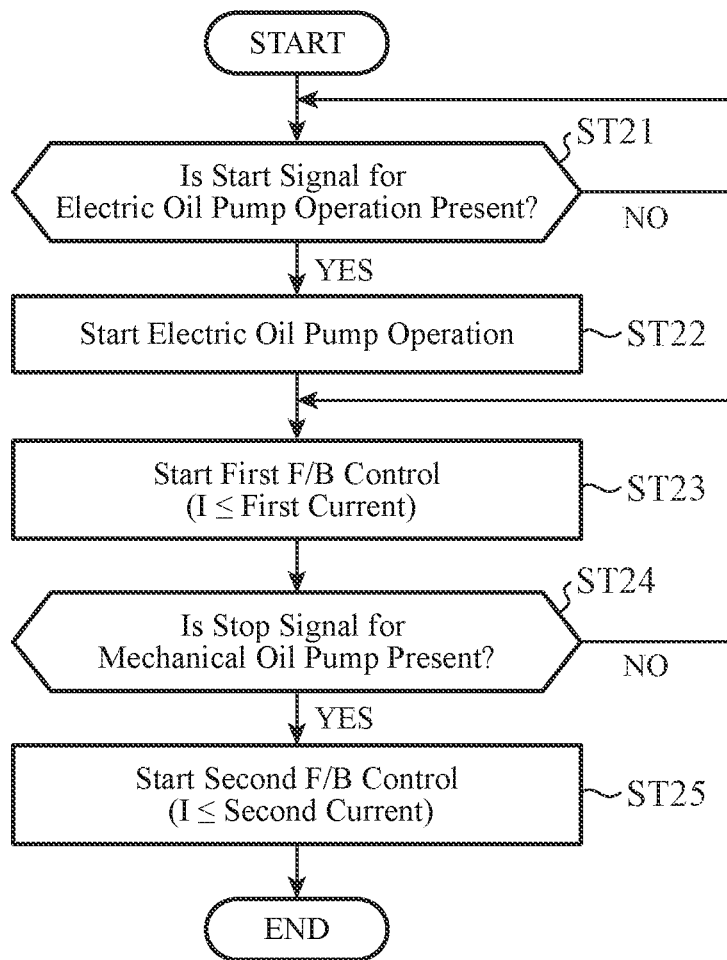 START
ST21
Is Start Signal for
Electric Oil Pump Operation Present?
NO
YES
Start Electric Oil Pump Operation
ST22
Start First F/B Control
(I ≤ First Current)
ST23
ST24
Is Stop Signal for
Mechanical Oil Pump Present?
NO
YES
Start Second F/B Control
(I ≤ Second Current)
ST25
END